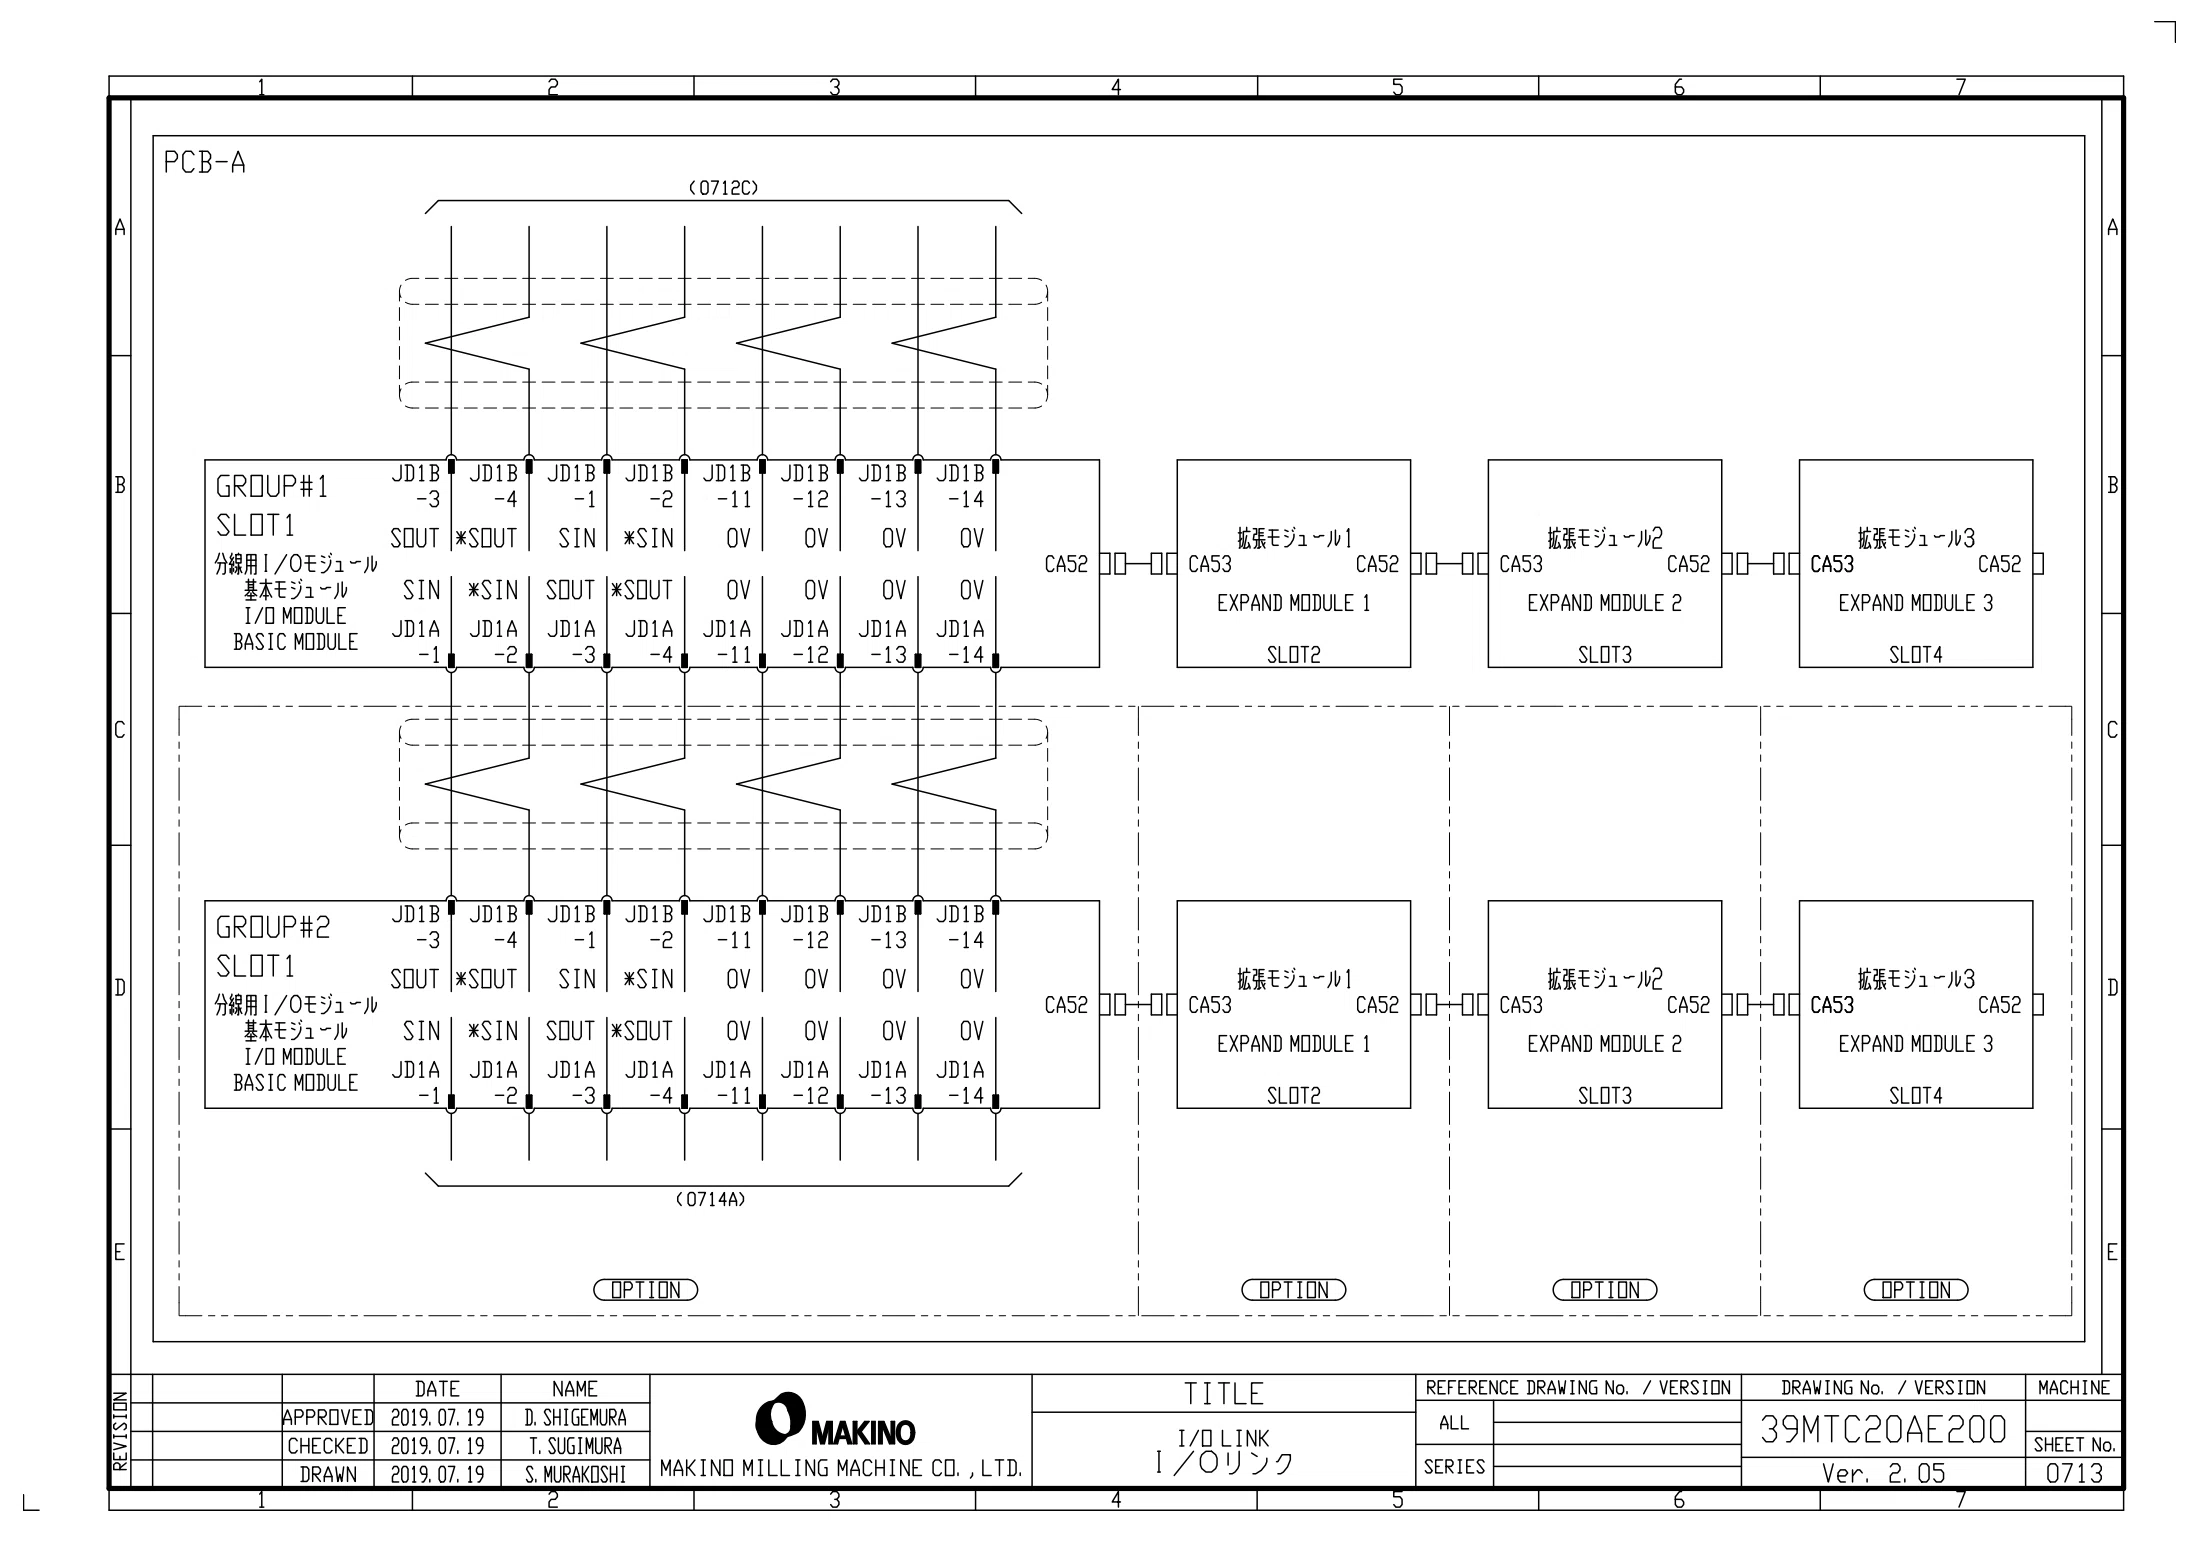 1 2 3 4 5 6 7
PCB-A
(0712C)
A A
B B
C C
D D
E E
JD1B JD1B JD1B JD1B JD1B JD1B JD1B JD1B
-3 -4 -1 -2 -11 -12 -13 -14
GROUP#1
SLOT1
SOUT *SOUT SIN *SIN 0V 0V 0V 0V
分線用I/Oモジュール
基本モジュール
I/O MODULE
BASIC MODULE
SIN *SIN SOUT *SOUT 0V 0V 0V 0V
JD1A JD1A JD1A JD1A JD1A JD1A JD1A JD1A
-1 -2 -3 -4 -11 -12 -13 -14
CA52
拡張モジュール1
CA53 CA52
EXPAND MODULE 1
SLOT2
拡張モジュール2
CA53 CA52
EXPAND MODULE 2
SLOT3
拡張モジュール3
CA53 CA52
EXPAND MODULE 3
SLOT4
JD1B JD1B JD1B JD1B JD1B JD1B JD1B JD1B
-3 -4 -1 -2 -11 -12 -13 -14
GROUP#2
SLOT1
SOUT *SOUT SIN *SIN 0V 0V 0V 0V
分線用I/Oモジュール
基本モジュール
I/O MODULE
BASIC MODULE
SIN *SIN SOUT *SOUT 0V 0V 0V 0V
JD1A JD1A JD1A JD1A JD1A JD1A JD1A JD1A
-1 -2 -3 -4 -11 -12 -13 -14
CA52
拡張モジュール1
CA53 CA52
EXPAND MODULE 1
SLOT2
拡張モジュール2
CA53 CA52
EXPAND MODULE 2
SLOT3
拡張モジュール3
CA53 CA52
EXPAND MODULE 3
SLOT4
(0714A)
OPTION OPTION OPTION OPTION
REVISION
DATE NAME
APPROVED 2019.07.19 D. SHIGEMURA
CHECKED 2019.07.19 T. SUGIMURA
DRAWN 2019.07.19 S. MURAKOSHI
MAKINO
MAKINO MILLING MACHINE CO., LTD.
TITLE
I/O LINK
I/Oリンク
REFERENCE DRAWING No. / VERSION
ALL
SERIES
DRAWING No. / VERSION
39MTC20AE200
Ver. 2.05
MACHINE
SHEET No.
0713
1 2 3 4 5 6 7